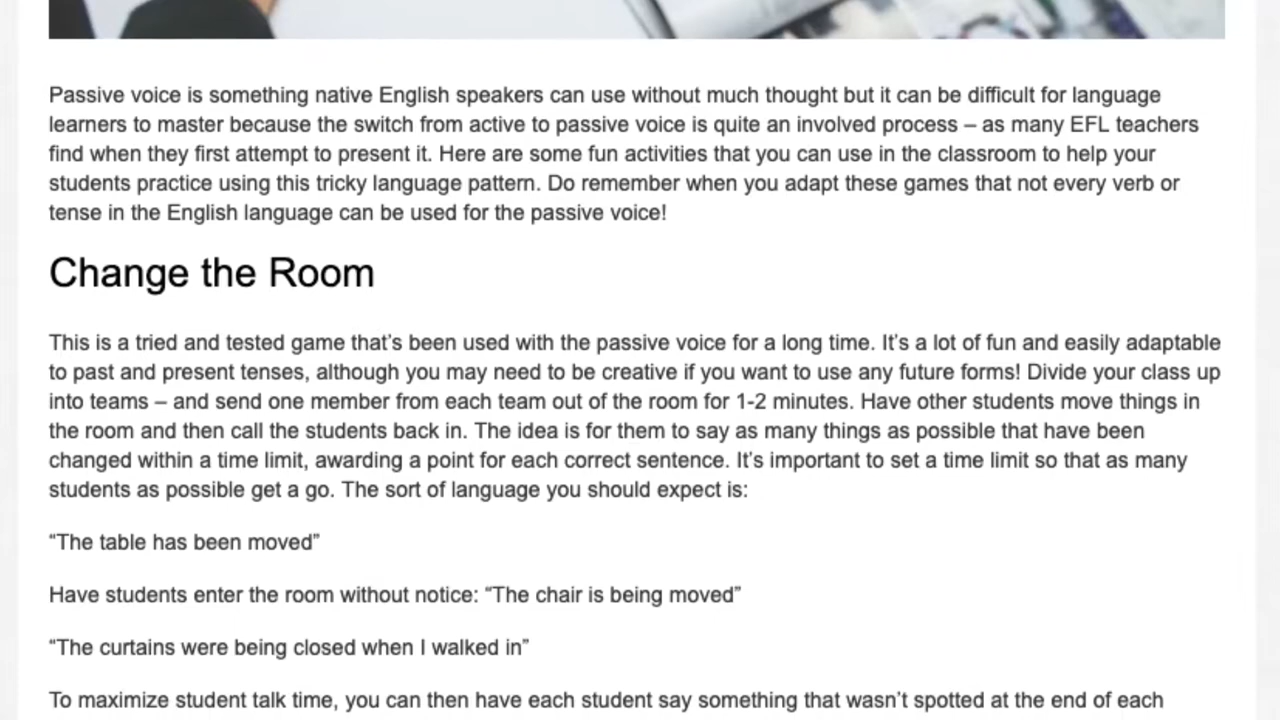 Passive voice is something native English speakers can use without much thought but it can be difficult for language
learners to master because the switch from active to passive voice is quite an involved process – as many EFL teachers
find when they first attempt to present it. Here are some fun activities that you can use in the classroom to help your
students practice using this tricky language pattern. Do remember when you adapt these games that not every verb or
tense in the English language can be used for the passive voice!
Change the Room
This is a tried and tested game that’s been used with the passive voice for a long time. It’s a lot of fun and easily adaptable
to past and present tenses, although you may need to be creative if you want to use any future forms! Divide your class up
into teams – and send one member from each team out of the room for 1-2 minutes. Have other students move things in
the room and then call the students back in. The idea is for them to say as many things as possible that have been
changed within a time limit, awarding a point for each correct sentence. It’s important to set a time limit so that as many
students as possible get a go. The sort of language you should expect is:
“The table has been moved”
Have students enter the room without notice: “The chair is being moved”
“The curtains were being closed when I walked in”
To maximize student talk time, you can then have each student say something that wasn’t spotted at the end of each